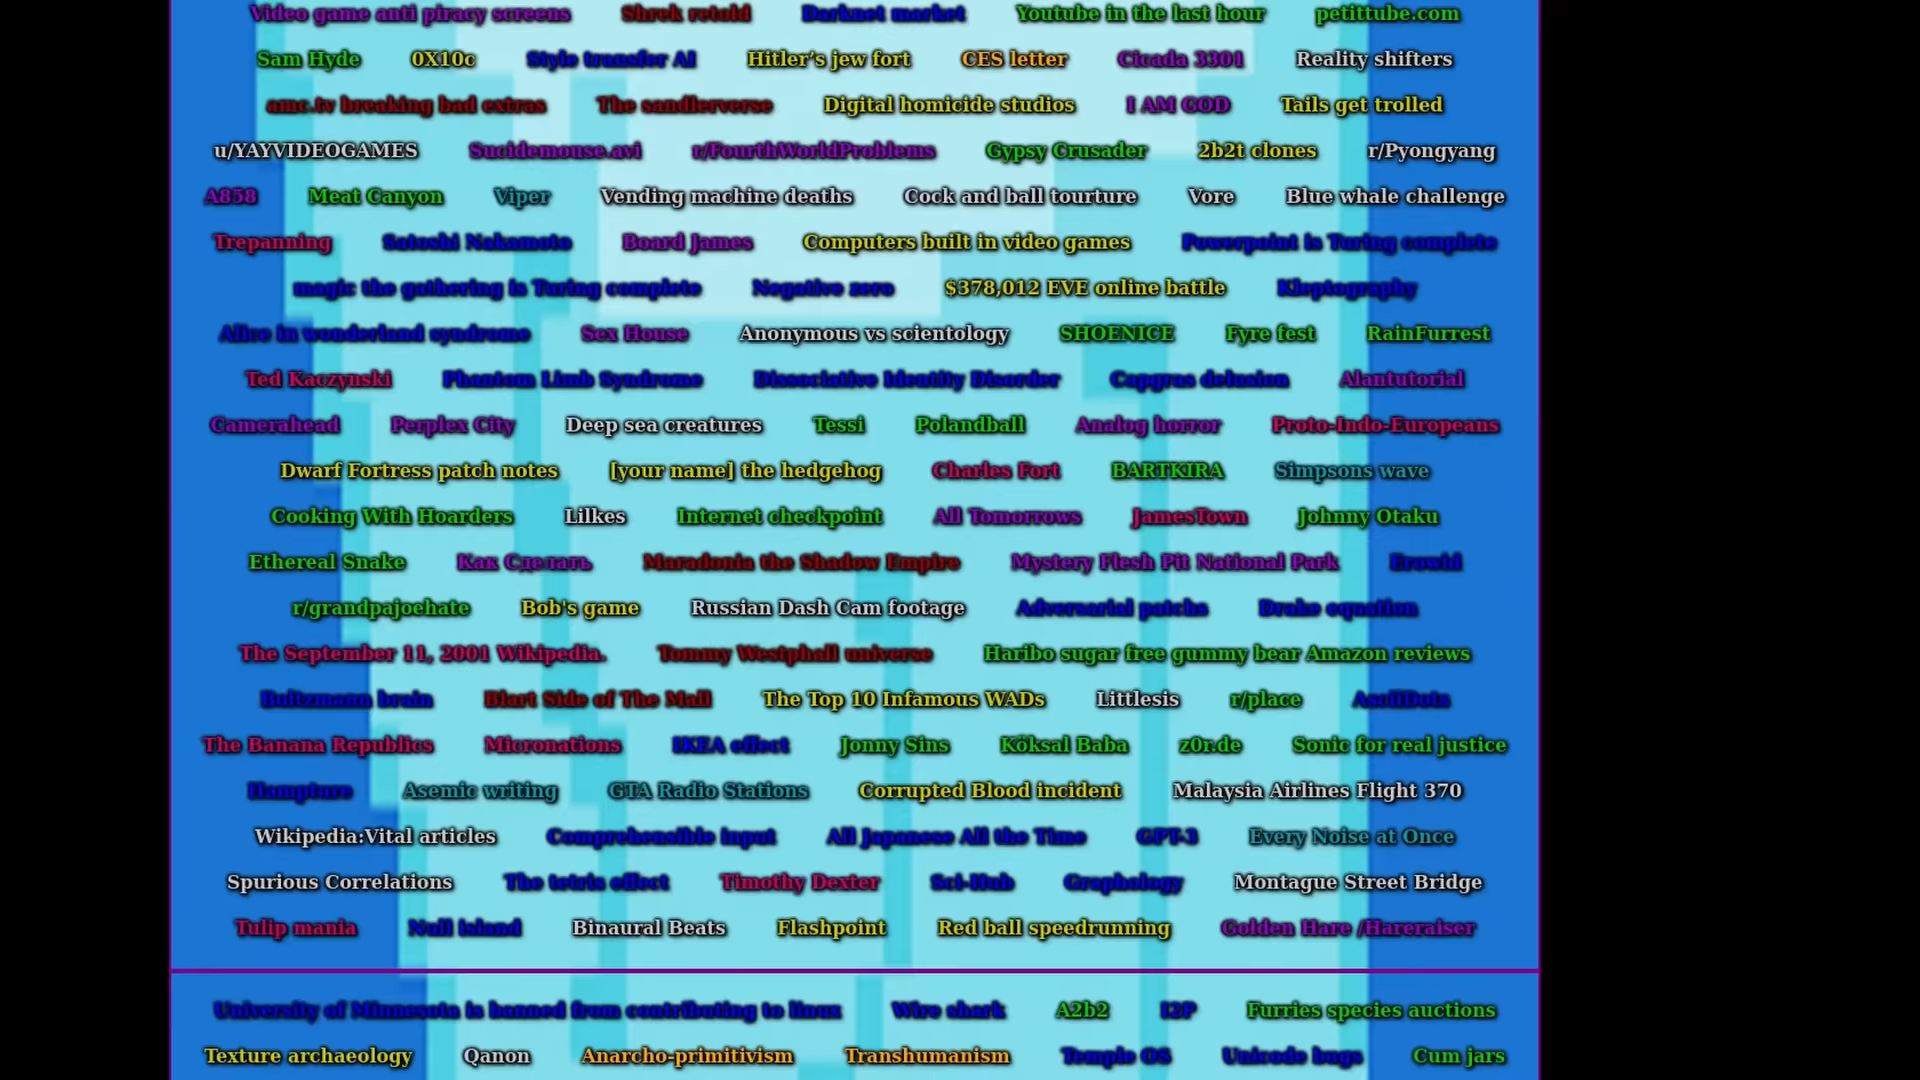 Video game anti piracy screens Shrek retold Darknet market Youtube in the last hour petittube.com
Sam Hyde 0X10c Style transfer AI Hitler's jew fort CES letter Cicada 3301 Reality shifters
amc.tv breaking bad extras The sandlerverse Digital homicide studios I AM GOD Tails get trolled
u/YAYVIDEOGAMES Sucidemouse.avi r/FourthWorldProblems Gypsy Crusader 2b2t clones r/Pyongyang
A858 Meat Canyon Viper Vending machine deaths Cock and ball tourture Vore Blue whale challenge
Trepanning Satoshi Nakamoto Board James Computers built in video games Powerpoint is Turing complete
magic the gathering is Turing complete Negative zero $378,012 EVE online battle Kleptography
Alice in wonderland syndrome Sex House Anonymous vs scientology SHOENICE Fyre fest RainFurrest
Ted Kaczynski Phantom Limb Syndrome Dissociative Identity Disorder Capgras delusion Alantutorial
Camerahead Perplex City Deep sea creatures Tessi Polandball Analog horror Proto-Indo-Europeans
Dwarf Fortress patch notes [your name] the hedgehog Charles Fort BARTKIRA Simpsons wave
Cooking With Hoarders Lilkes Internet checkpoint All Tomorrows JamesTown Johnny Otaku
Ethereal Snake Как Сделать Maradonia the Shadow Empire Mystery Flesh Pit National Park Erowid
r/grandpajoehate Bob's game Russian Dash Cam footage Adversarial patchs Drake equation
The September 11, 2001 Wikipedia. Tommy Westphall universe Haribo sugar free gummy bear Amazon reviews
Boltzmann brain Blart Side of The Mall The Top 10 Infamous WADs Littlesis r/place AsciiDots
The Banana Republics Micronations IKEA effect Jonny Sins Köksal Baba z0r.de Sonic for real justice
Hampture Asemic writing GTA Radio Stations Corrupted Blood incident Malaysia Airlines Flight 370
Wikipedia:Vital articles Comprehensible input All Japanese All the Time GPT-3 Every Noise at Once
Spurious Correlations The tetris effect Timothy Dexter Sci-Hub Graphology Montague Street Bridge
Tulip mania Null island Binaural Beats Flashpoint Red ball speedrunning Golden Hare /Hareraiser
University of Minnesota is banned from contributing to linux Wire shark A2b2 I2P Furries species auctions
Texture archaeology Qanon Anarcho-primitivism Transhumanism Temple OS Unicode bugs Cum jars